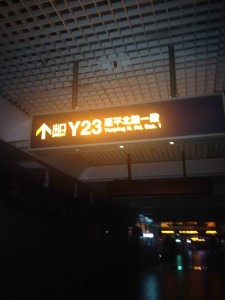 出口 Y23 延平北路一段
Yanping N. Rd. Sec. 1